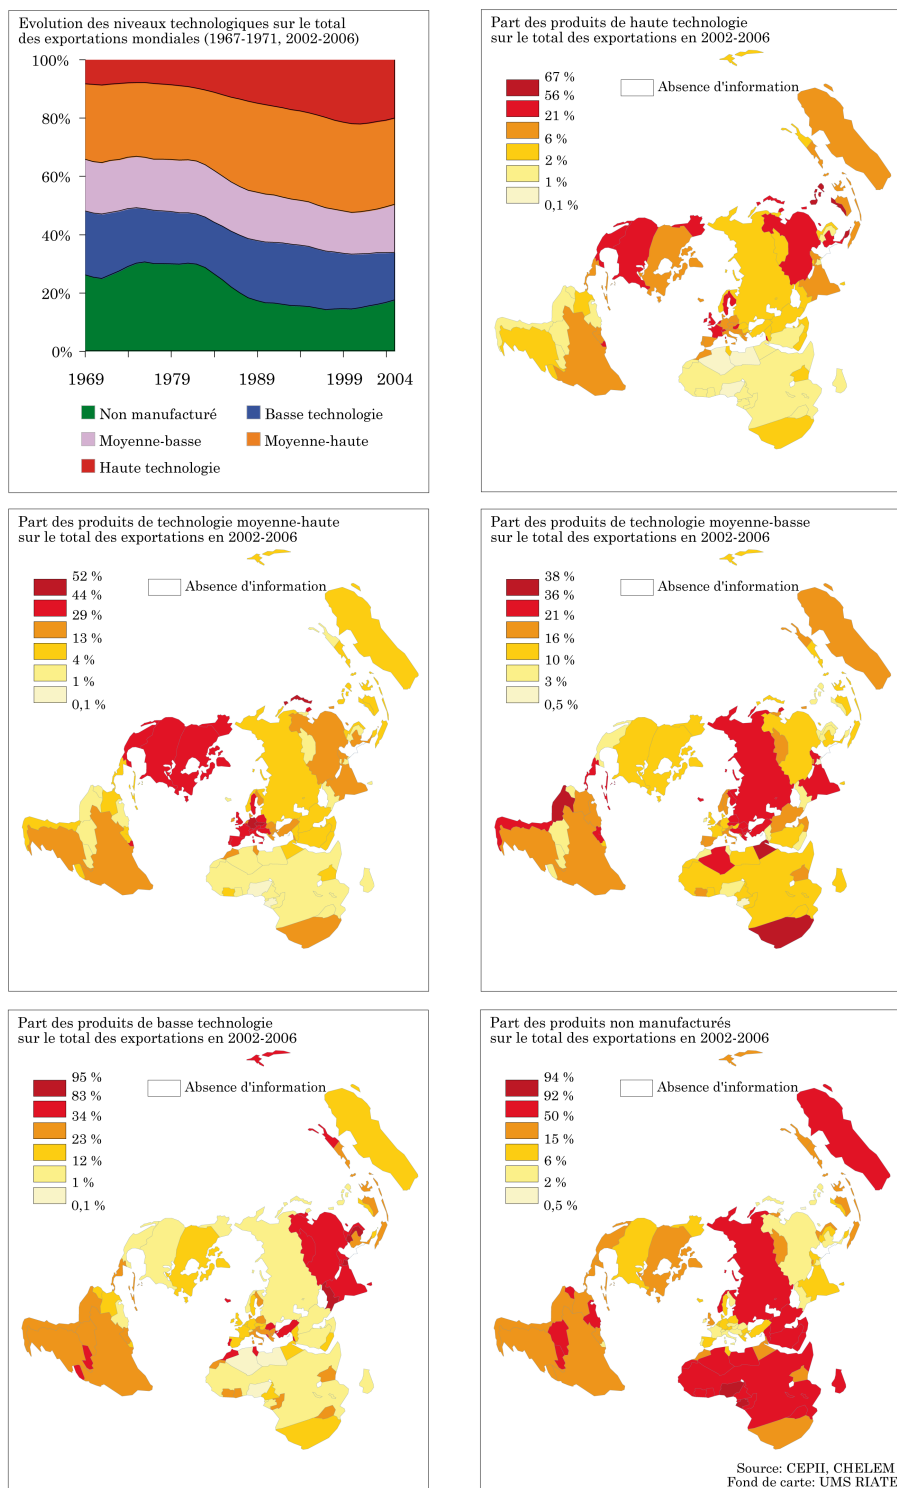 Evolution des niveaux technologiques sur le total
des exportations mondiales (1967-1971, 2002-2006)
100%
80%
60%
40%
20%
0%
1969 1979 1989 1999 2004
Non manufacturé Basse technologie
Moyenne-basse Moyenne-haute
Haute technologie
Part des produits de haute technologie
sur le total des exportations en 2002-2006
67 %
56 %
21 %
6 %
2 %
1 %
0,1 %
Absence d'information
Part des produits de technologie moyenne-haute
sur le total des exportations en 2002-2006
52 %
44 %
29 %
13 %
4 %
1 %
0,1 %
Absence d'information
Part des produits de technologie moyenne-basse
sur le total des exportations en 2002-2006
38 %
36 %
21 %
16 %
10 %
3 %
0,5 %
Absence d'information
Part des produits de basse technologie
sur le total des exportations en 2002-2006
95 %
83 %
34 %
23 %
12 %
1 %
0,1 %
Absence d'information
Part des produits non manufacturés
sur le total des exportations en 2002-2006
94 %
92 %
50 %
15 %
6 %
2 %
0,5 %
Absence d'information
Source: CEPII, CHELEM
Fond de carte: UMS RIATE